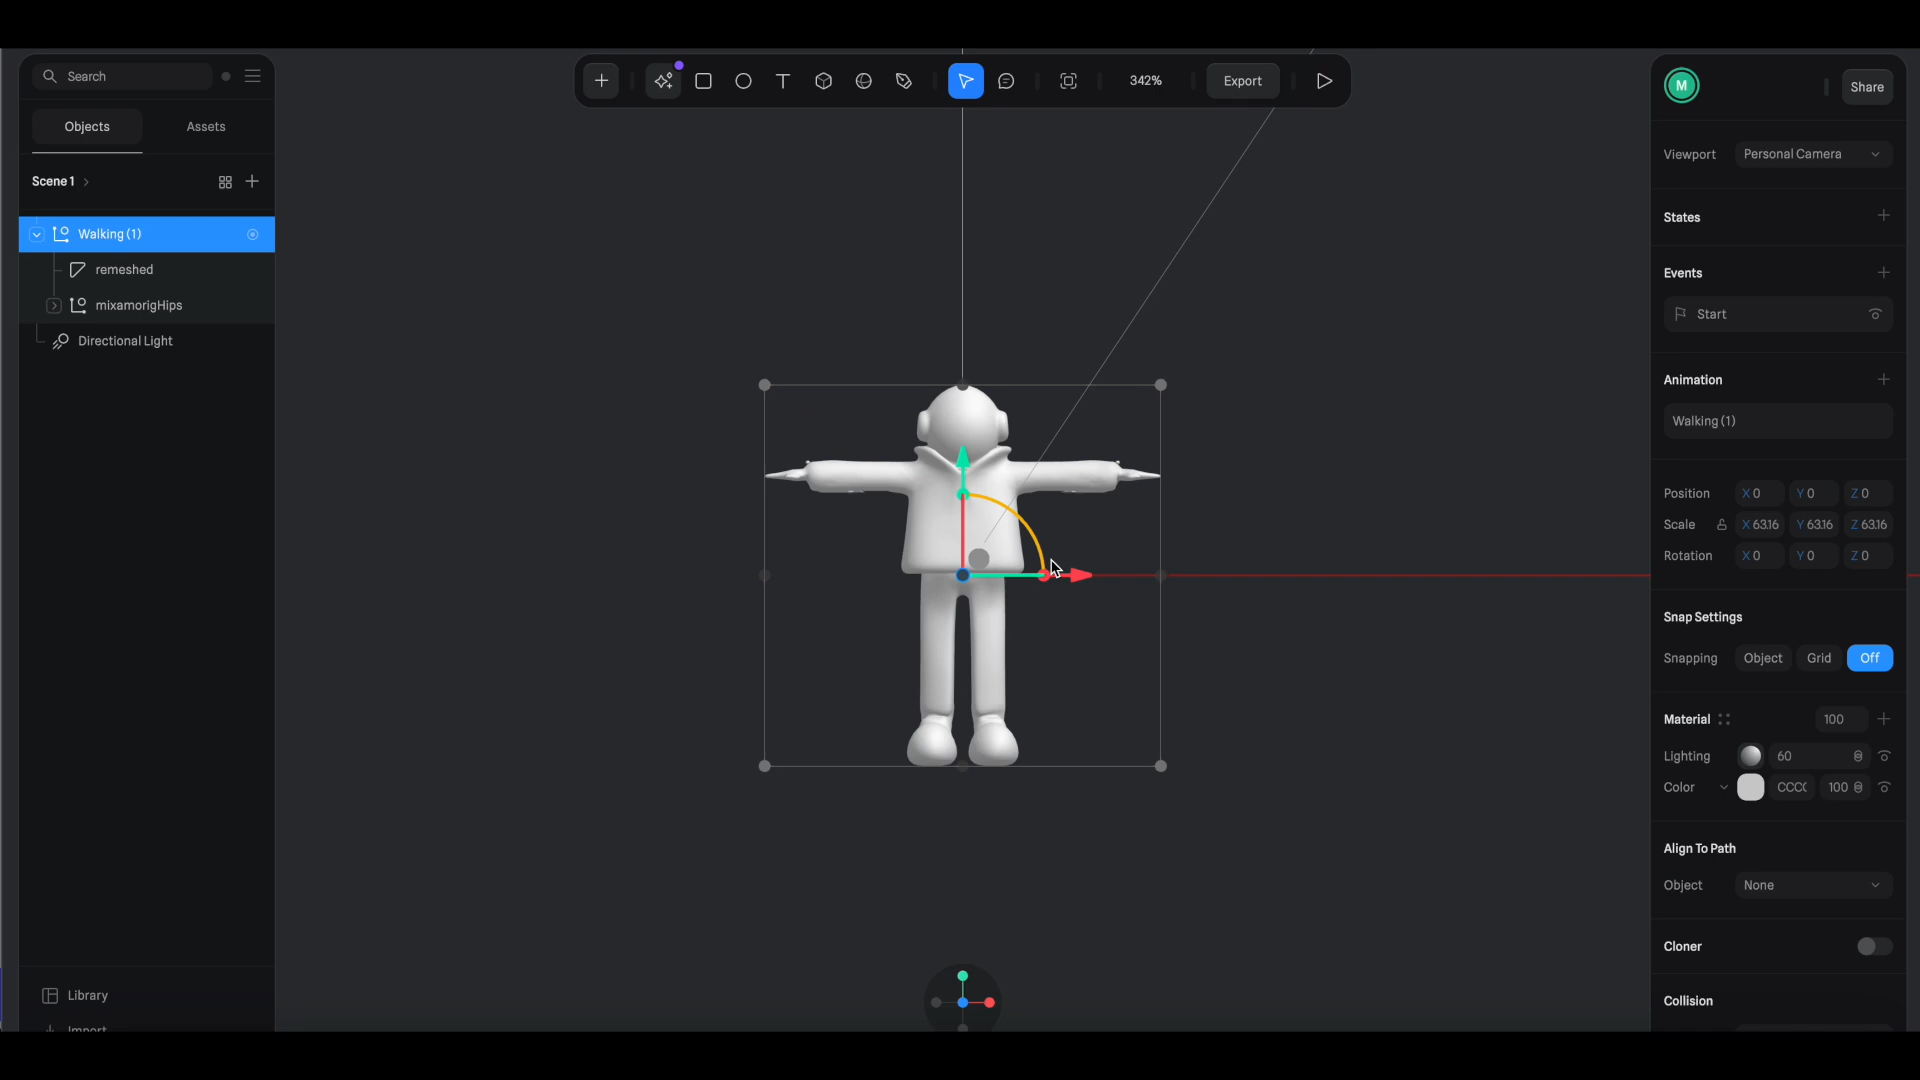 Search
Objects
Assets
Scene 1
Walking (1)
remeshed
mixamorigHips
Directional Light
Library
Import
T
342%
Export
M
Share
Viewport
Personal Camera
States
Events
Start
Animation
Walking (1)
Position
X 0
Y 0
Z 0
Scale
X 63.16
Y 63.16
Z 63.16
Rotation
X 0
Y 0
Z 0
Snap Settings
Snapping
Object
Grid
Off
Material
100
Lighting
60
Color
CCC
100
Align To Path
Object
None
Cloner
Collision